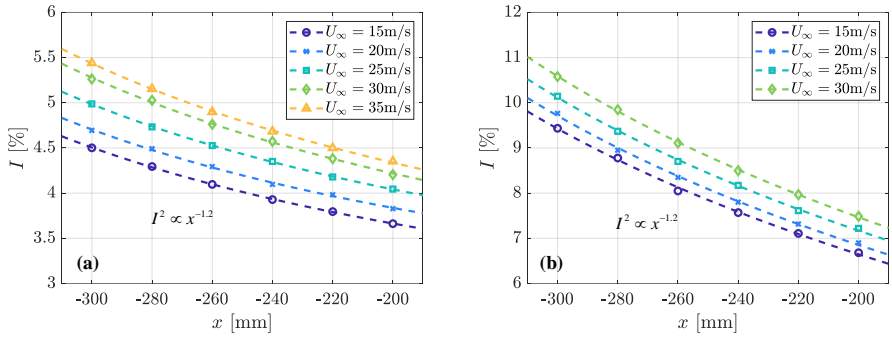 6
5.5
5
4.5
4
3.5
3
I [%]
-300 -280 -260 -240 -220 -200
x [mm]
U∞ = 15m/s
U∞ = 20m/s
U∞ = 25m/s
U∞ = 30m/s
U∞ = 35m/s
I² ∝ x⁻¹·²
(a)
12
11
10
9
8
7
6
5
I [%]
-300 -280 -260 -240 -220 -200
x [mm]
U∞ = 15m/s
U∞ = 20m/s
U∞ = 25m/s
U∞ = 30m/s
I² ∝ x⁻¹·²
(b)